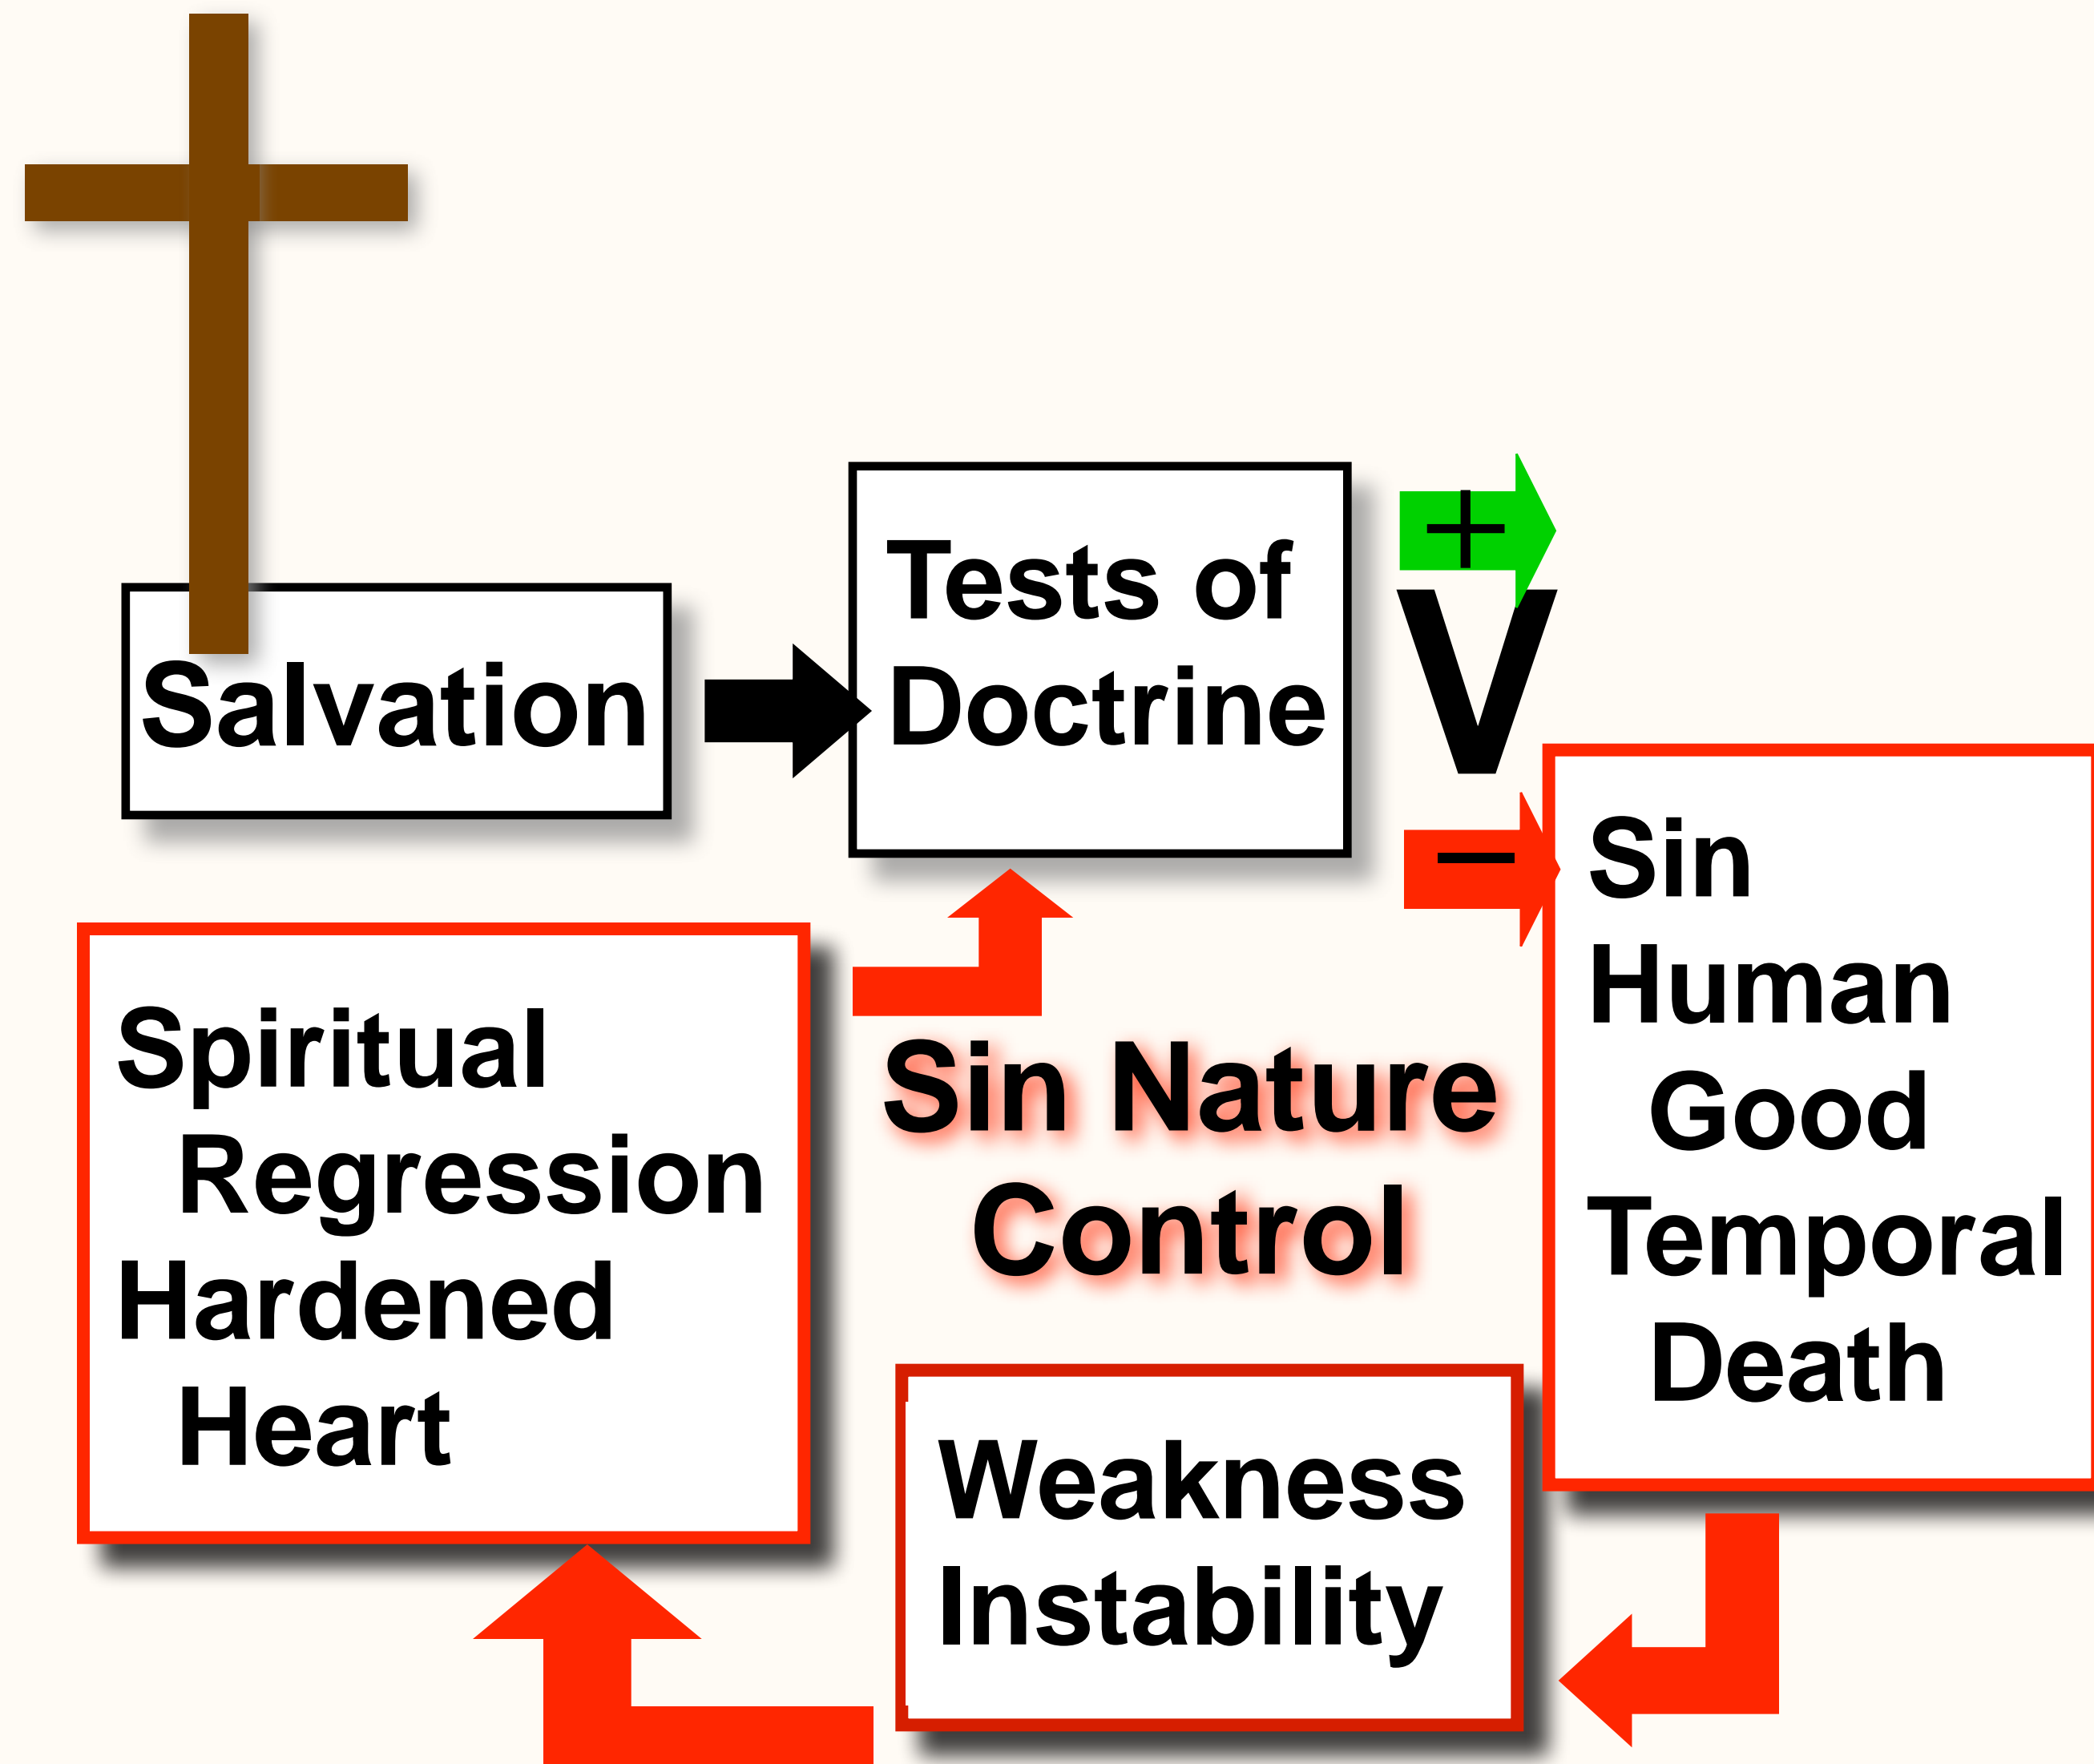 Salvation
Tests of
Doctrine
+
V
–
Sin
Human
Good
Temporal
Death
Spiritual
Regression
Hardened
Heart
Sin Nature
Control
Weakness
Instability